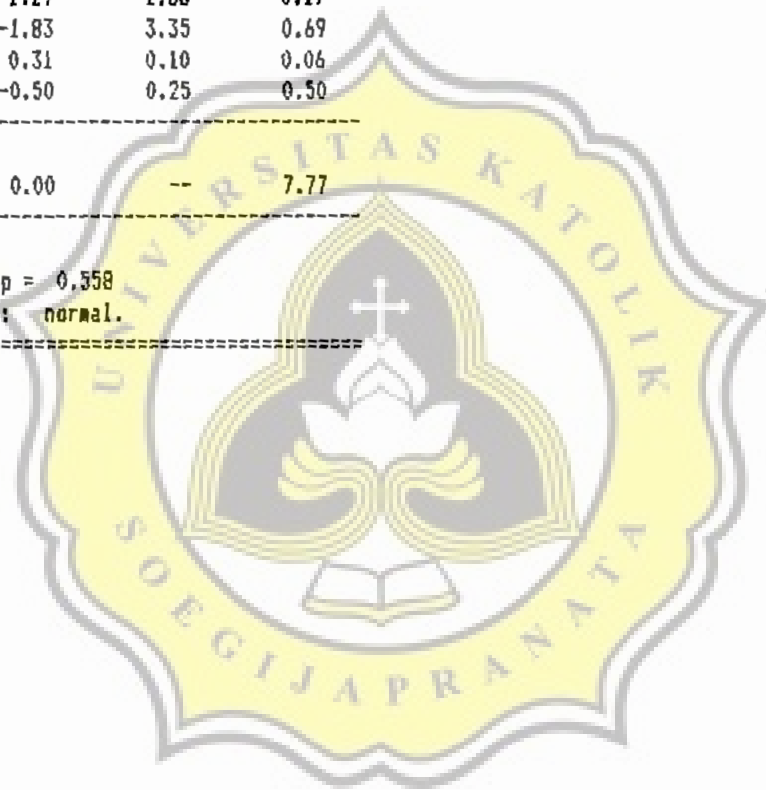 -1.83 3.35 0.69
0.31 0.10 0.06
-0.50 0.25 0.50
--------------------------------
0.00 -- 7.77
--------------------------------
p = 0,558
: normal.
================================
UNIVERSITAS KATOLIK
SOEGIJAPRANATA